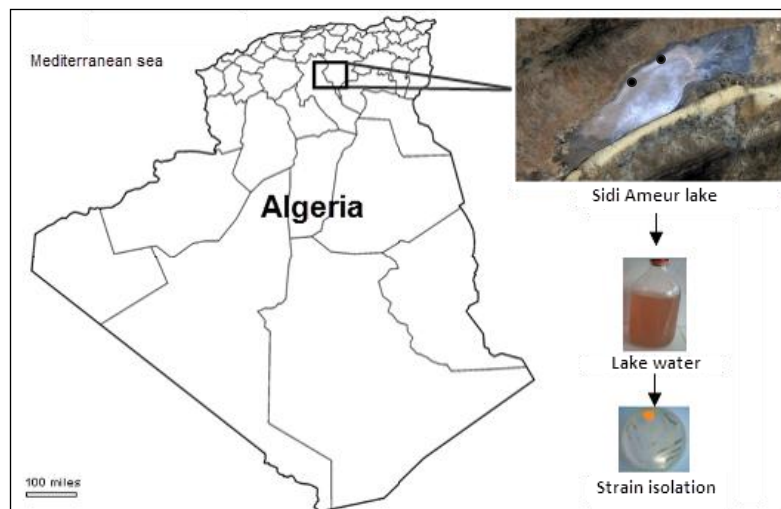 Mediterranean sea
Algeria
100 miles
Sidi Ameur lake
Lake water
Strain isolation